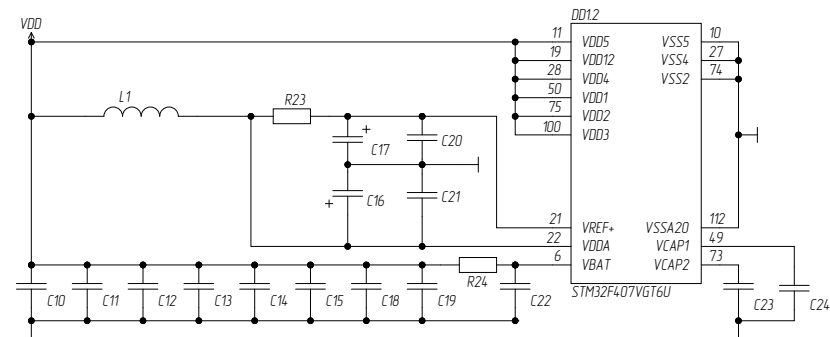 VDD
DD1.2
11 VDD5 VSS5 10
19 VDD12 VSS4 27
28 VDD4 VSS2 74
50 VDD1
75 VDD2
100 VDD3
L1
R23
+ C17 C20
+ C16 C21
21 VREF+ VSSA20 112
22 VDDA VCAP1 49
6 VBAT VCAP2 73
R24
STM32F407VGT6U
C10 C11 C12 C13 C14 C15 C18 C19 C22 C23 C24